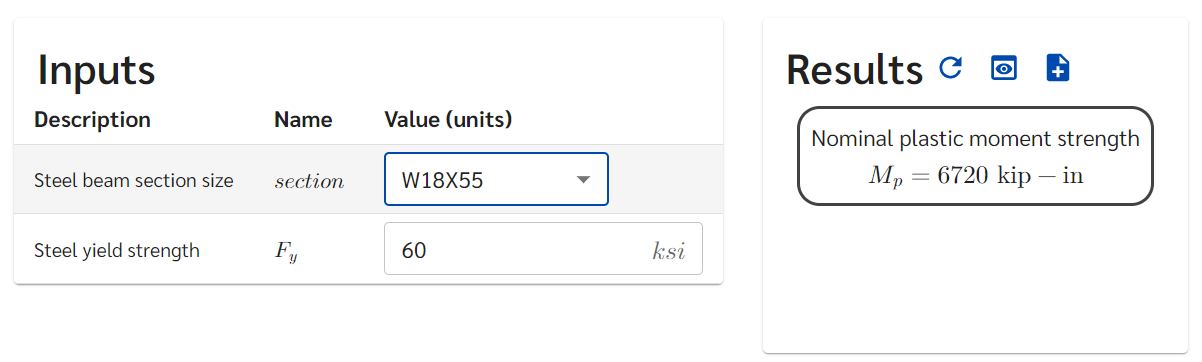 Inputs
Description Name Value (units)
Steel beam section size section W18X55
Steel yield strength F_y 60 ksi
Results
Nominal plastic moment strength
M_p = 6720 kip − in